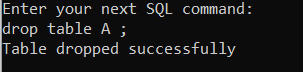 Enter your next SQL command:
drop table A ;
Table dropped successfully